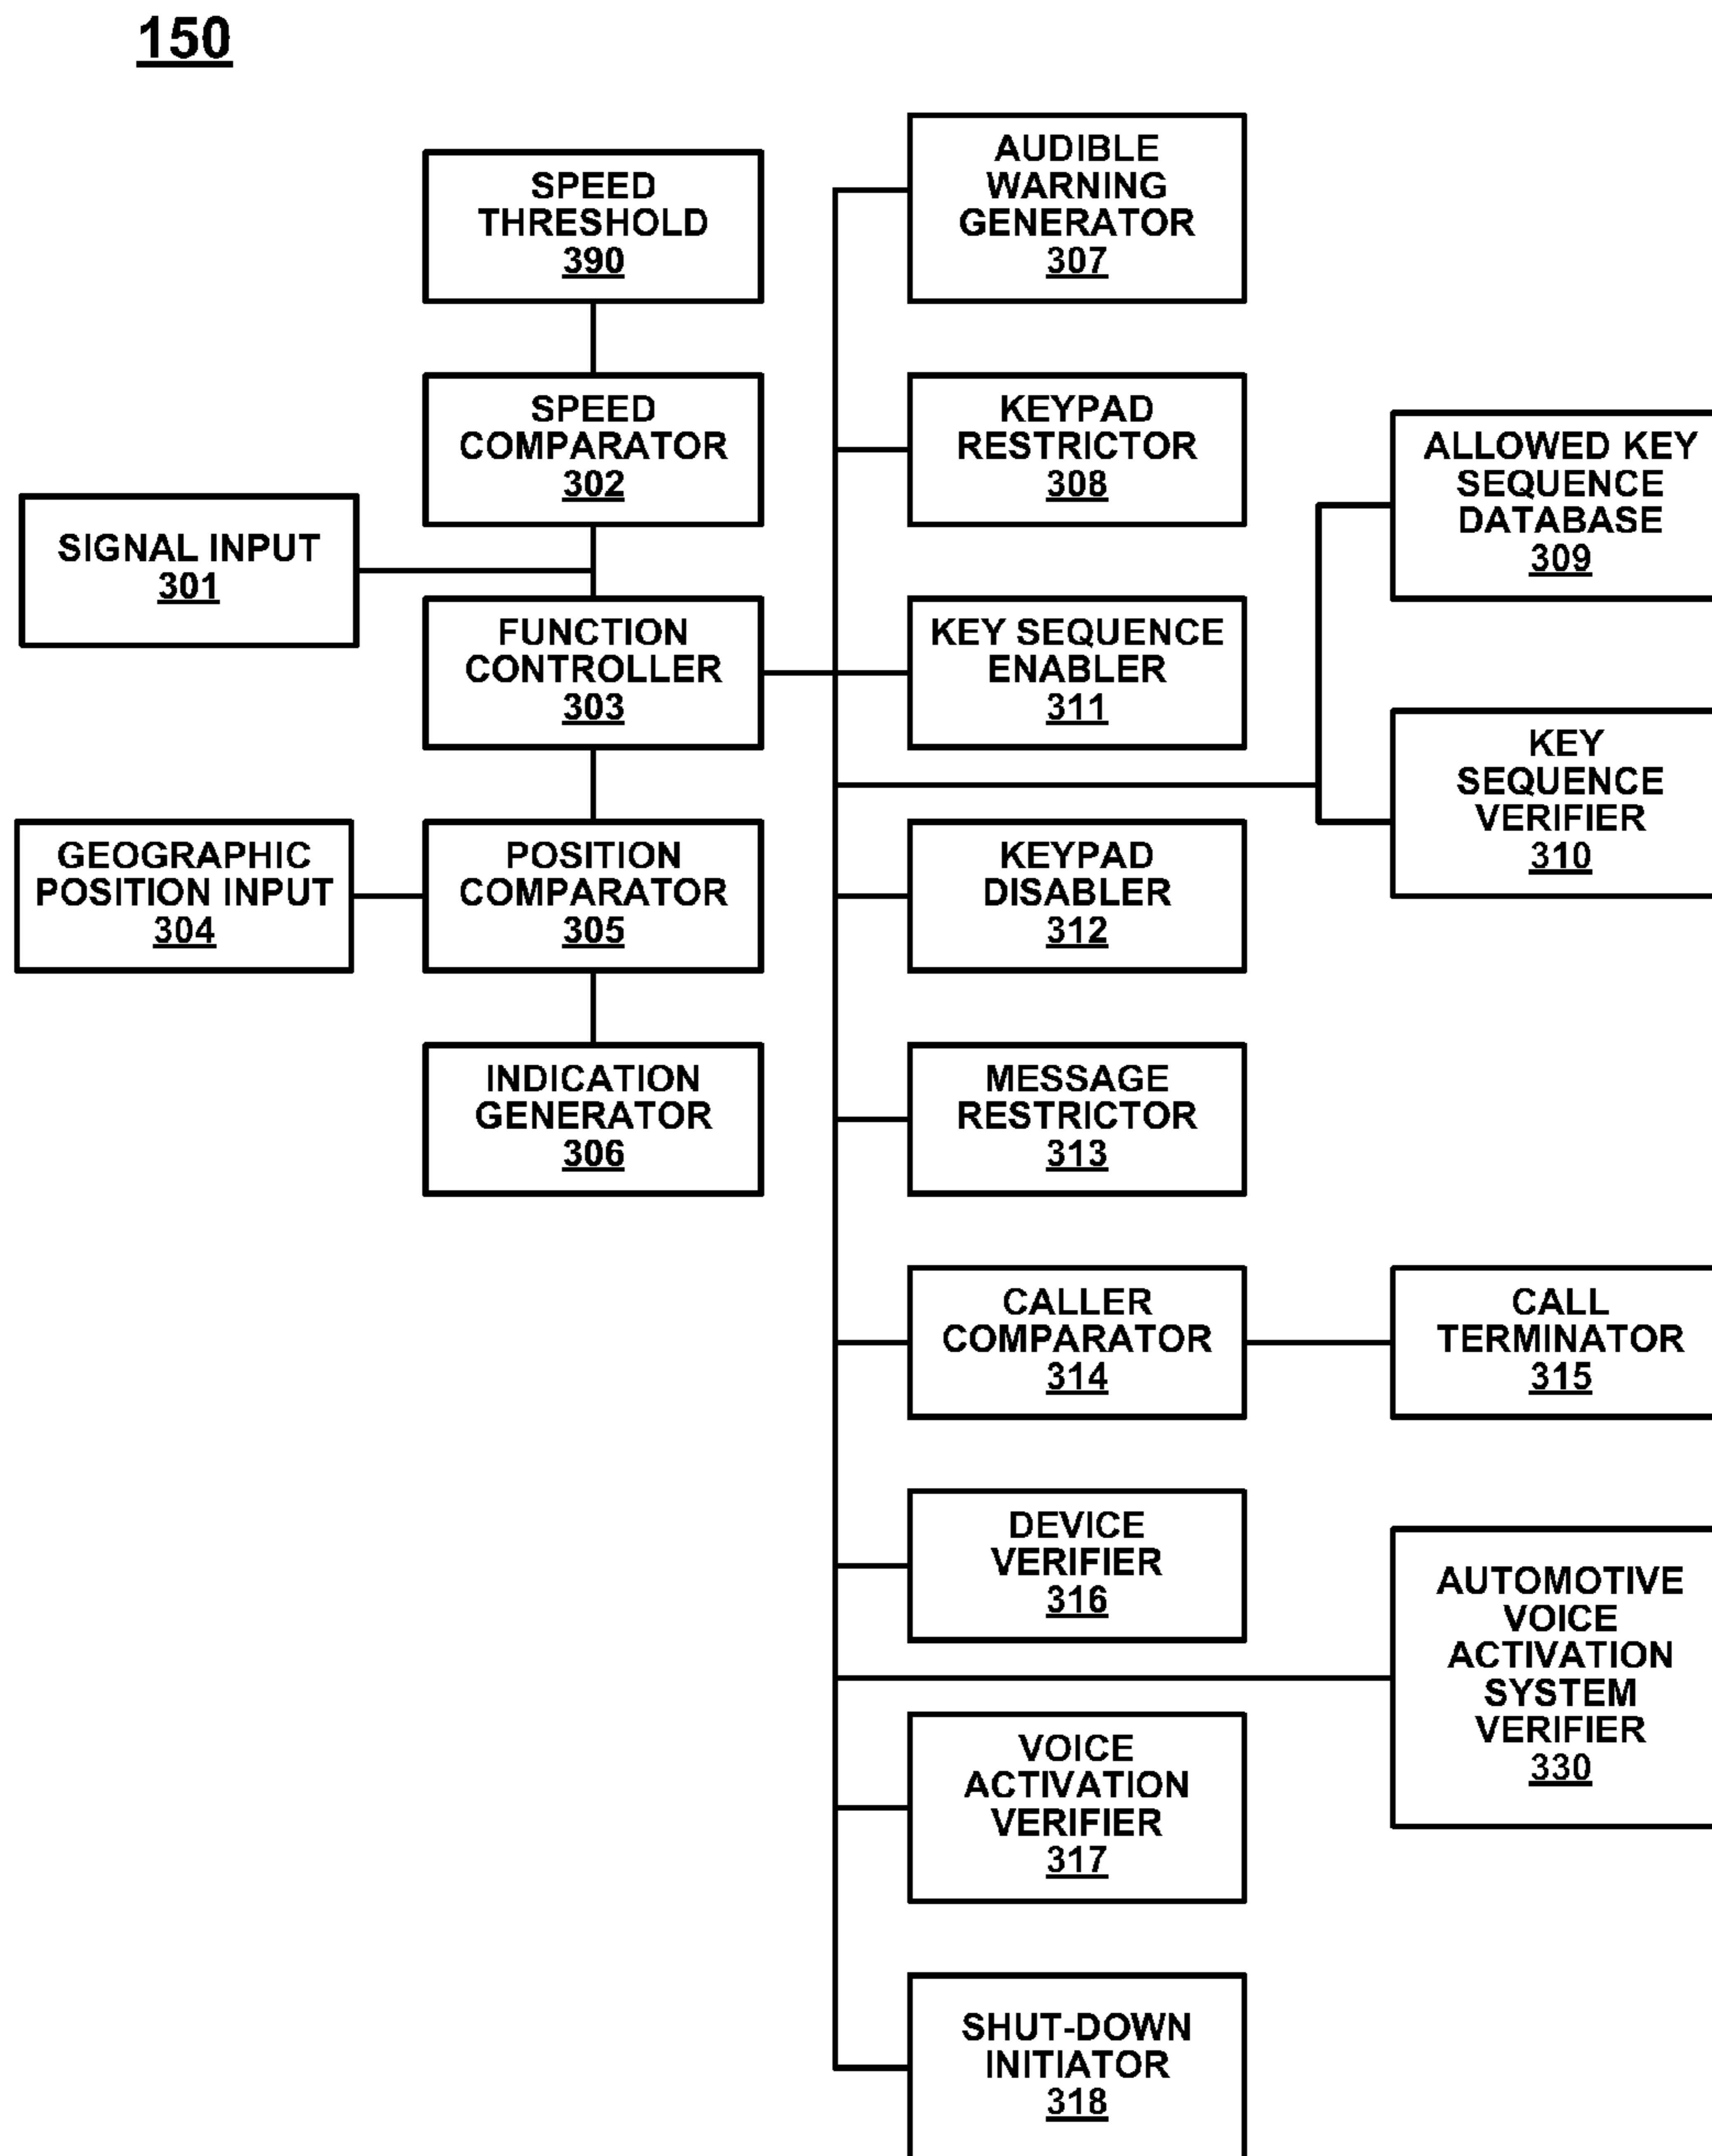 150
SPEED
THRESHOLD
390
SPEED
COMPARATOR
302
SIGNAL INPUT
301
FUNCTION
CONTROLLER
303
GEOGRAPHIC
POSITION INPUT
304
POSITION
COMPARATOR
305
INDICATION
GENERATOR
306
AUDIBLE
WARNING
GENERATOR
307
KEYPAD
RESTRICTOR
308
KEY SEQUENCE
ENABLER
311
ALLOWED KEY
SEQUENCE
DATABASE
309
KEY
SEQUENCE
VERIFIER
310
KEYPAD
DISABLER
312
MESSAGE
RESTRICTOR
313
CALLER
COMPARATOR
314
CALL
TERMINATOR
315
DEVICE
VERIFIER
316
AUTOMOTIVE
VOICE
ACTIVATION
SYSTEM
VERIFIER
330
VOICE
ACTIVATION
VERIFIER
317
SHUT-DOWN
INITIATOR
318